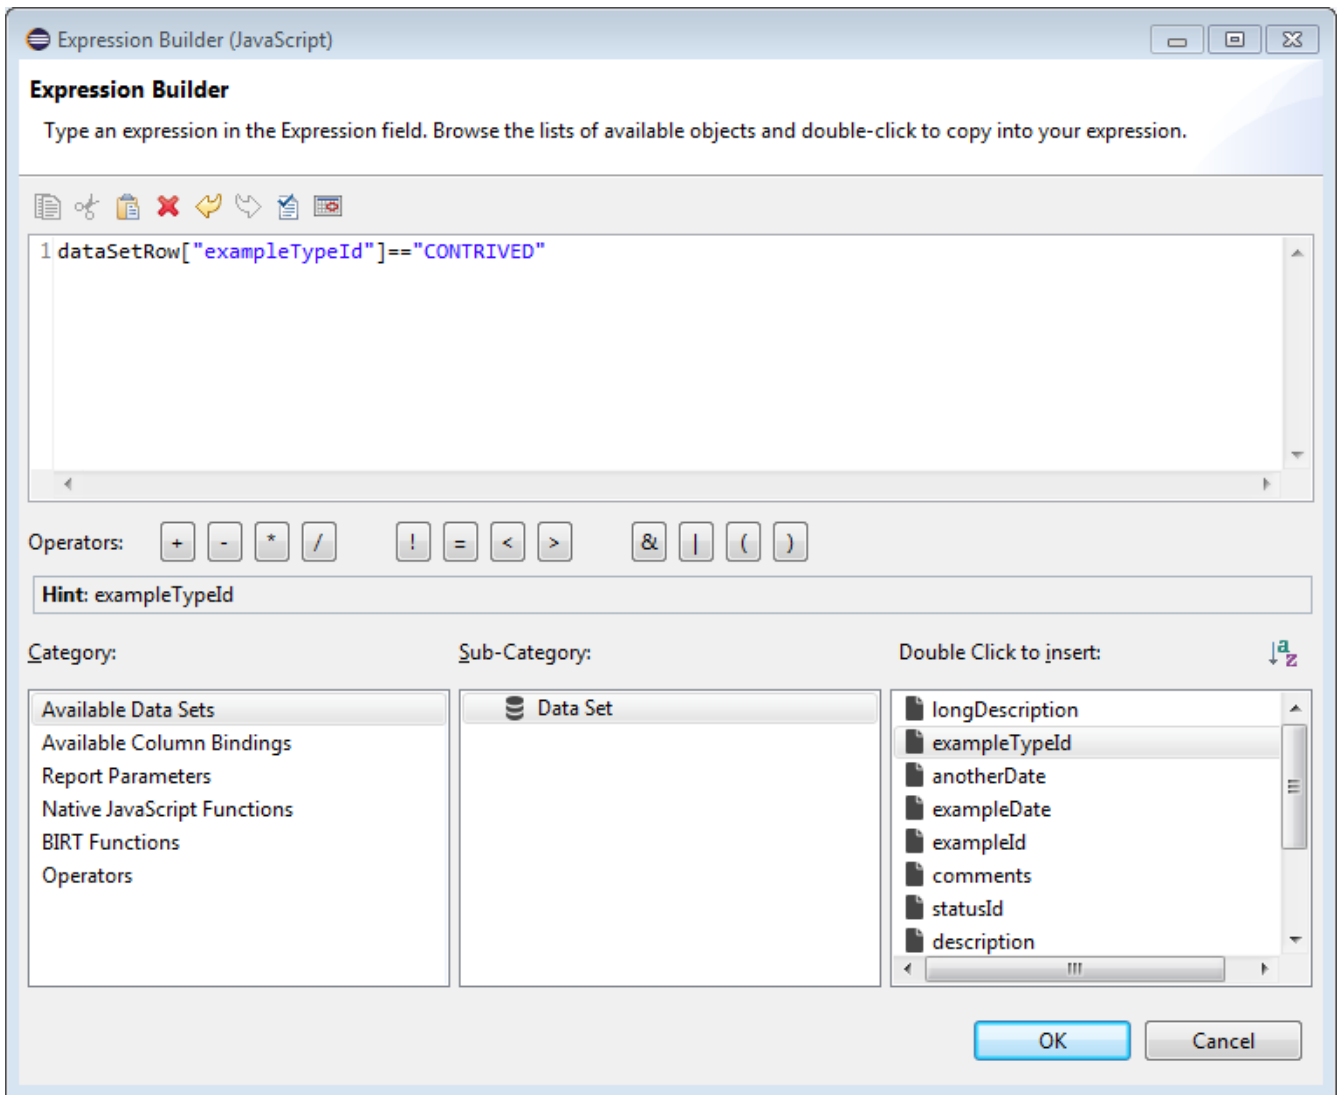 Expression Builder (JavaScript)
Expression Builder
Type an expression in the Expression field. Browse the lists of available objects and double-click to copy into your expression.
1 dataSetRow["exampleTypeId"]=="CONTRIVED"
Operators: + - * / ! = < > & | ( )
Hint: exampleTypeId
Category: Sub-Category: Double Click to insert: az
Available Data Sets Data Set longDescription
Available Column Bindings exampleTypeId
Report Parameters anotherDate
Native JavaScript Functions exampleDate
BIRT Functions exampleId
Operators comments
statusId
description
OK Cancel